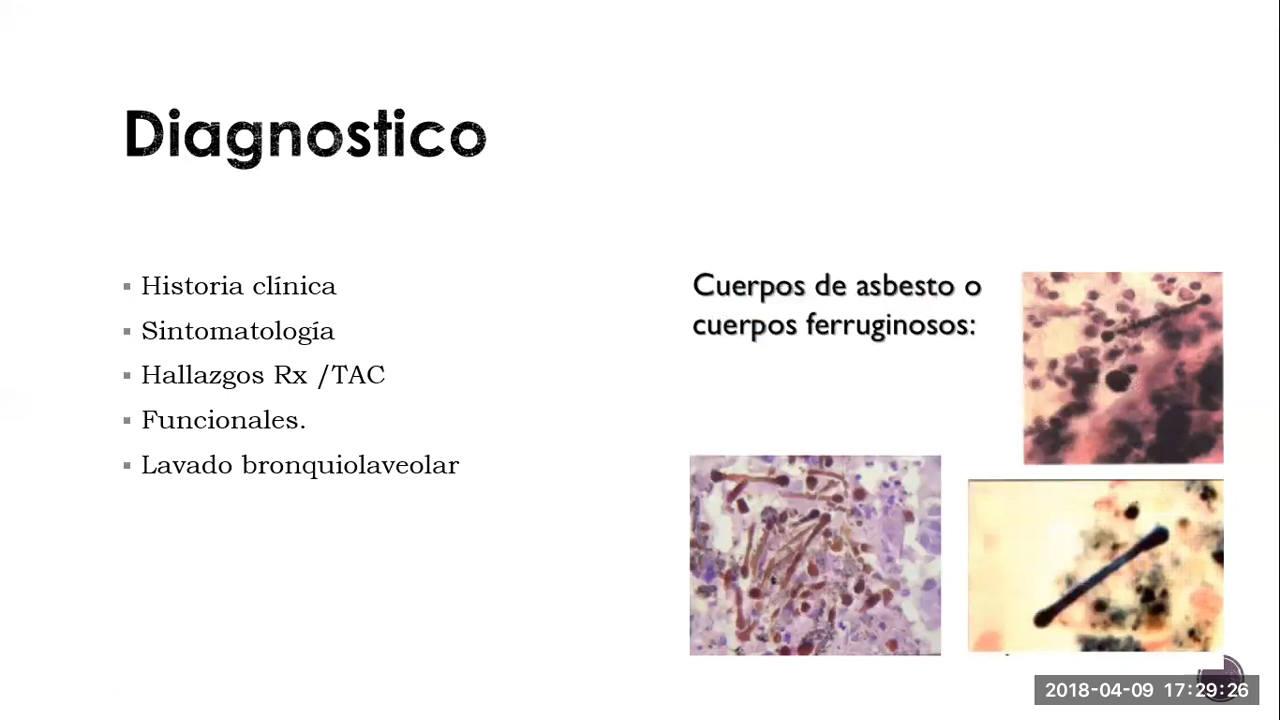 Diagnostico
Historia clínica
Sintomatología
Hallazgos Rx /TAC
Funcionales.
Lavado bronquiolaveolar
Cuerpos de asbesto o
cuerpos ferruginosos:
2018-04-09 17:29:26